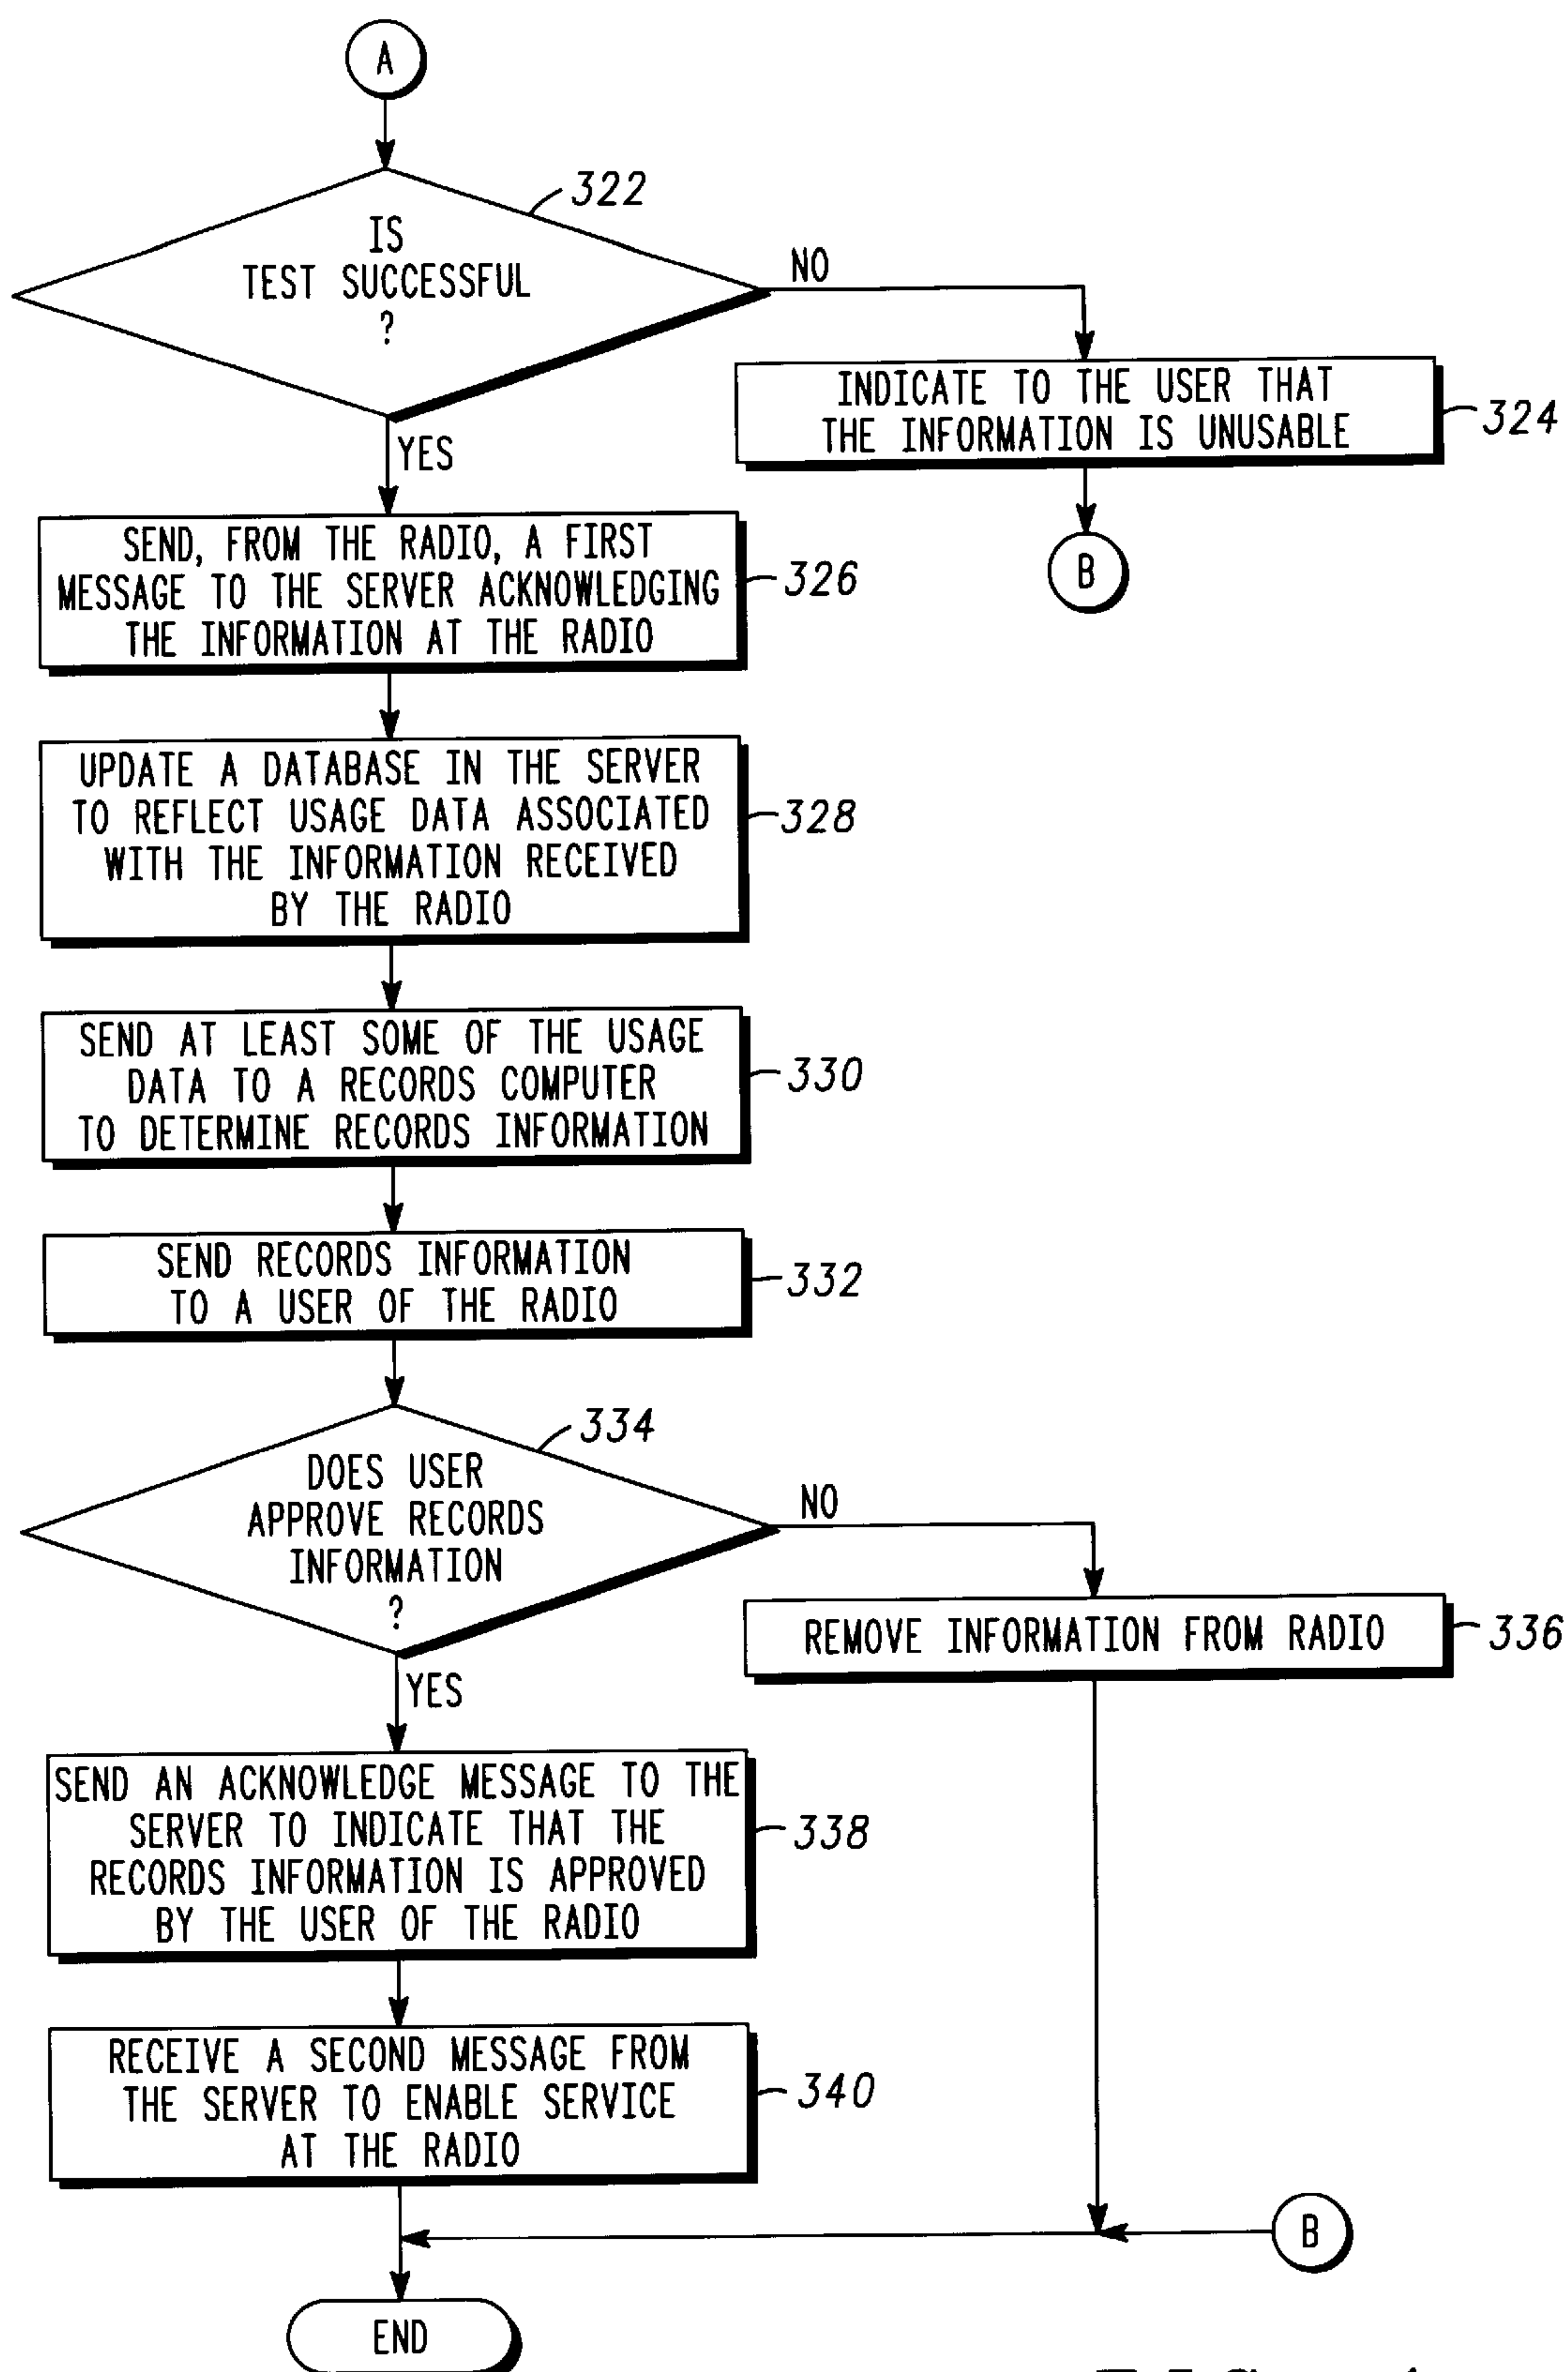 A
322
IS
TEST SUCCESSFUL
?
NO
YES
INDICATE TO THE USER THAT
THE INFORMATION IS UNUSABLE
324
B
SEND, FROM THE RADIO, A FIRST
MESSAGE TO THE SERVER ACKNOWLEDGING
THE INFORMATION AT THE RADIO
326
UPDATE A DATABASE IN THE SERVER
TO REFLECT USAGE DATA ASSOCIATED
WITH THE INFORMATION RECEIVED
BY THE RADIO
328
SEND AT LEAST SOME OF THE USAGE
DATA TO A RECORDS COMPUTER
TO DETERMINE RECORDS INFORMATION
330
SEND RECORDS INFORMATION
TO A USER OF THE RADIO
332
334
DOES USER
APPROVE RECORDS
INFORMATION
?
NO
YES
REMOVE INFORMATION FROM RADIO
336
SEND AN ACKNOWLEDGE MESSAGE TO THE
SERVER TO INDICATE THAT THE
RECORDS INFORMATION IS APPROVED
BY THE USER OF THE RADIO
338
RECEIVE A SECOND MESSAGE FROM
THE SERVER TO ENABLE SERVICE
AT THE RADIO
340
B
END